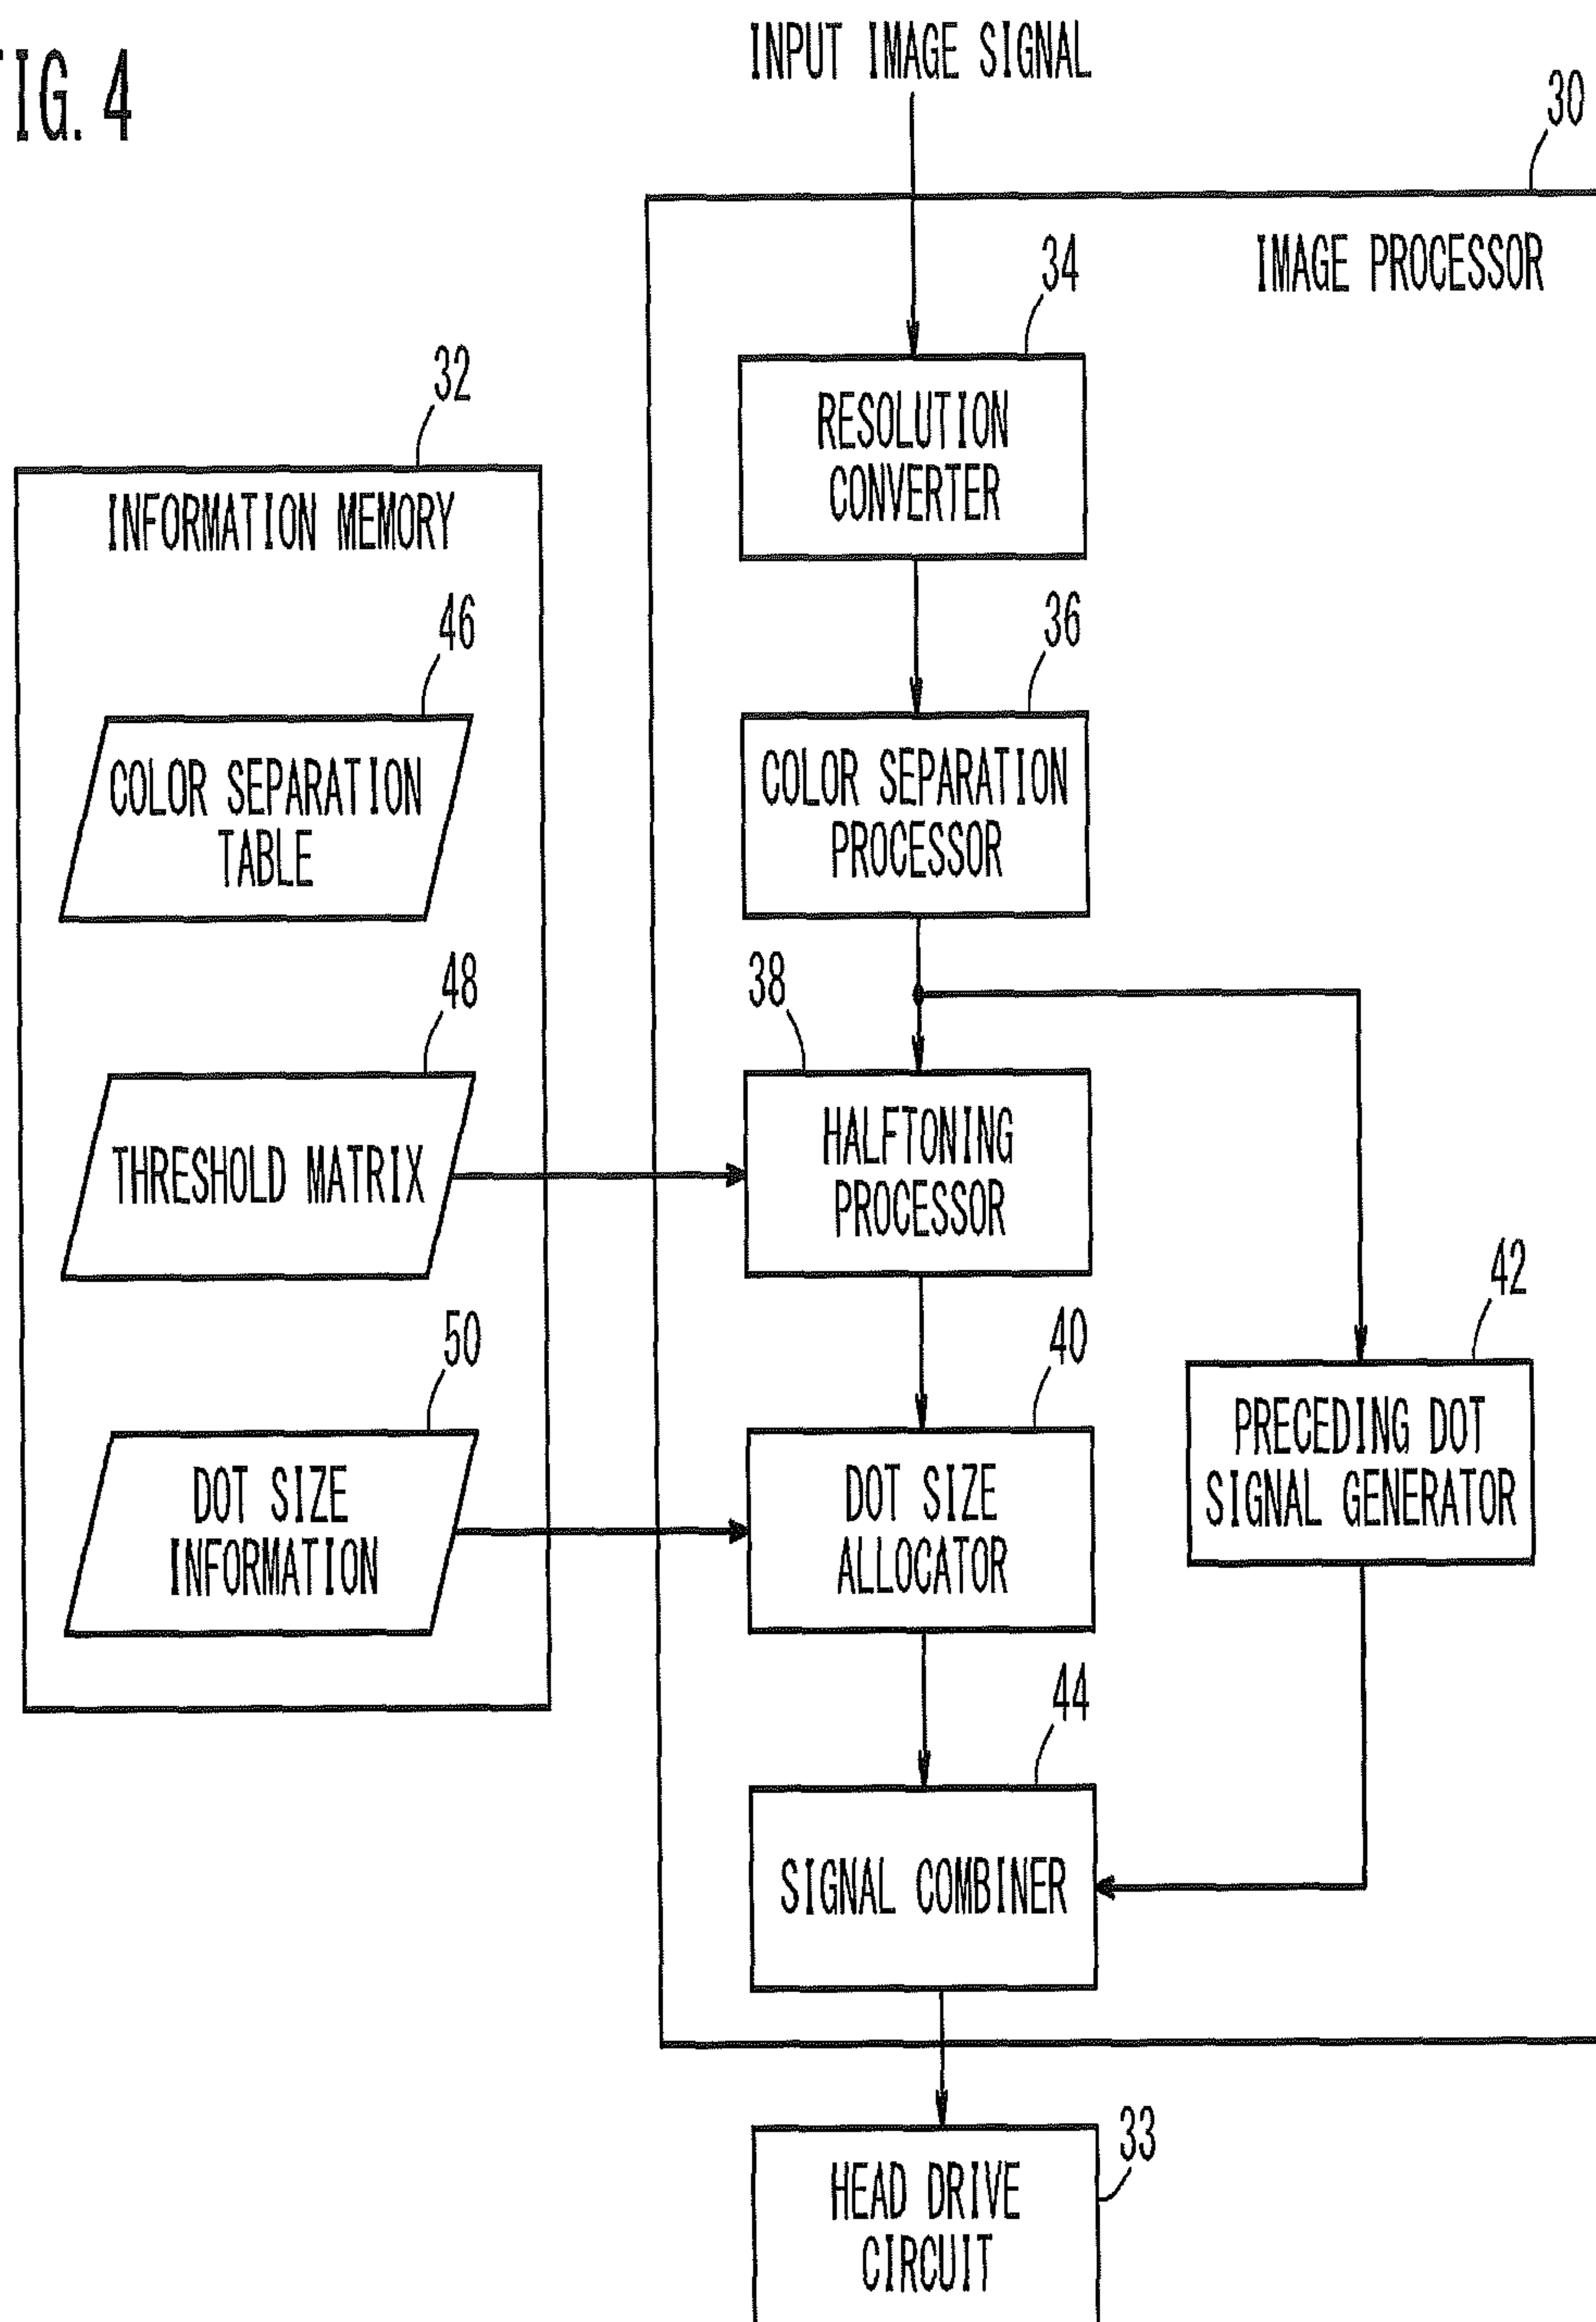 FIG. 4
INPUT IMAGE SIGNAL
30
IMAGE PROCESSOR
34
RESOLUTION
CONVERTER
32
INFORMATION MEMORY
36
COLOR SEPARATION
PROCESSOR
46
COLOR SEPARATION
TABLE
38
HALFTONING
PROCESSOR
48
THRESHOLD MATRIX
42
PRECEDING DOT
SIGNAL GENERATOR
40
DOT SIZE
ALLOCATOR
50
DOT SIZE
INFORMATION
44
SIGNAL COMBINER
33
HEAD DRIVE
CIRCUIT